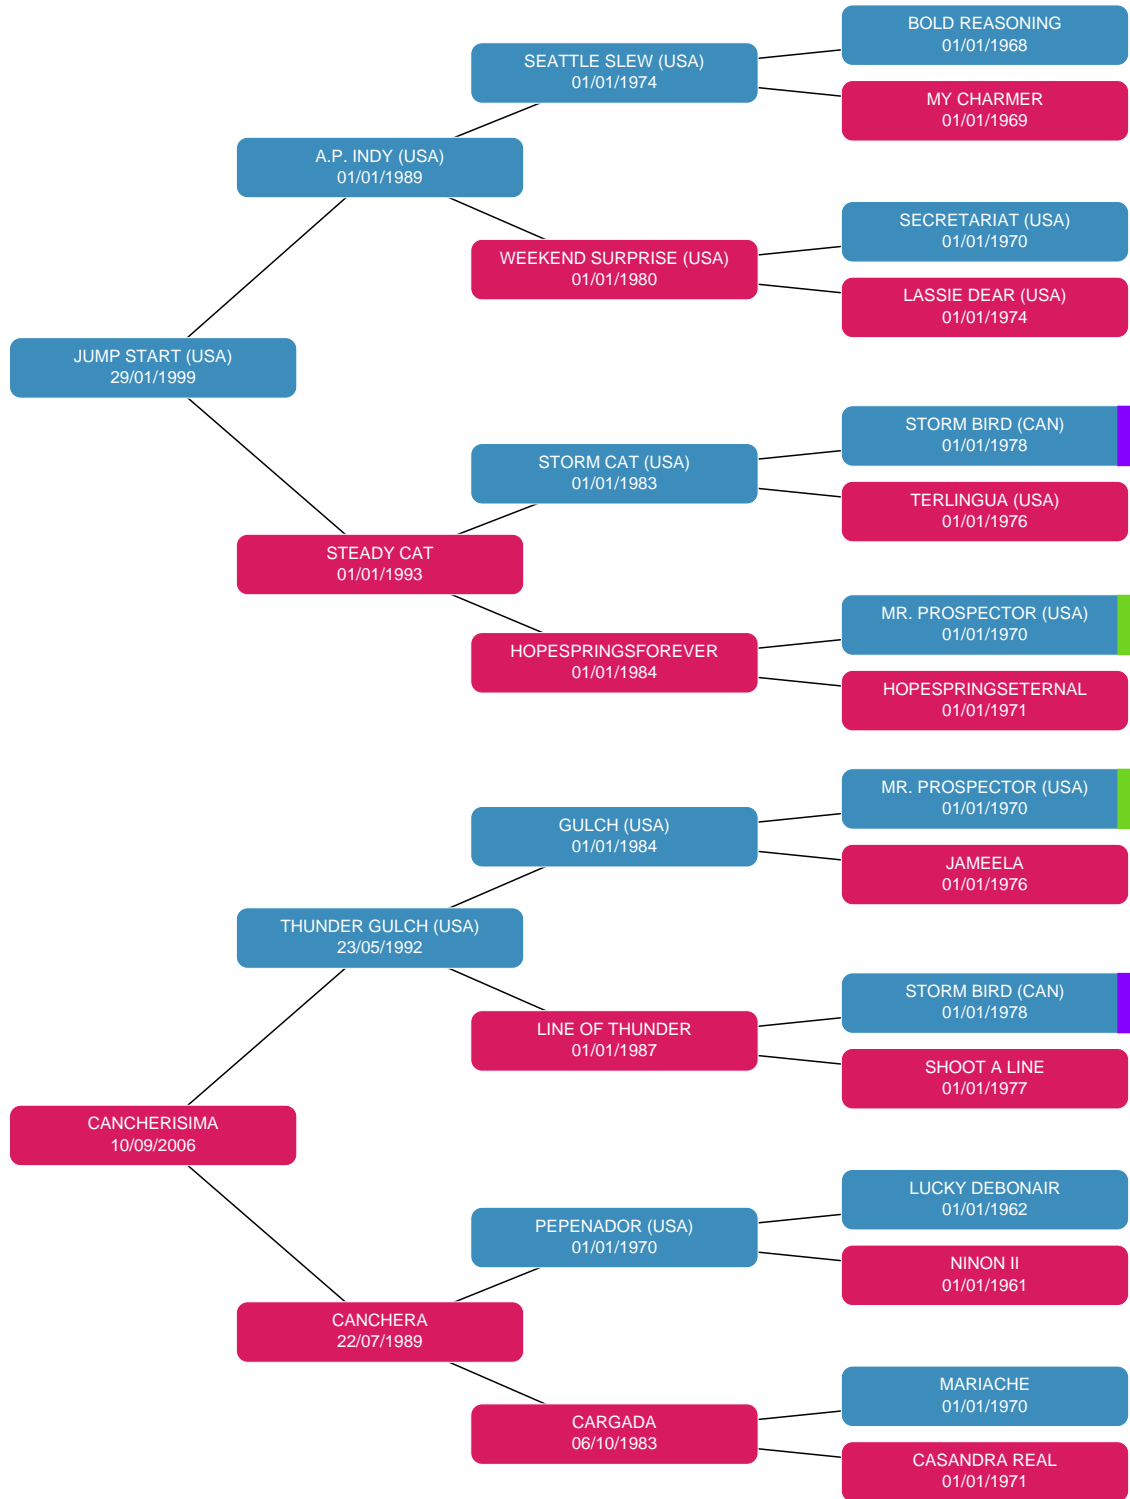 BOLD REASONING
01/01/1968
SEATTLE SLEW (USA)
01/01/1974
MY CHARMER
01/01/1969
A.P. INDY (USA)
01/01/1989
SECRETARIAT (USA)
01/01/1970
WEEKEND SURPRISE (USA)
01/01/1980
LASSIE DEAR (USA)
01/01/1974
JUMP START (USA)
29/01/1999
STORM BIRD (CAN)
01/01/1978
STORM CAT (USA)
01/01/1983
TERLINGUA (USA)
01/01/1976
STEADY CAT
01/01/1993
MR. PROSPECTOR (USA)
01/01/1970
HOPESPRINGSFOREVER
01/01/1984
HOPESPRINGSETERNAL
01/01/1971
MR. PROSPECTOR (USA)
01/01/1970
GULCH (USA)
01/01/1984
JAMEELA
01/01/1976
THUNDER GULCH (USA)
23/05/1992
STORM BIRD (CAN)
01/01/1978
LINE OF THUNDER
01/01/1987
SHOOT A LINE
01/01/1977
CANCHERISIMA
10/09/2006
LUCKY DEBONAIR
01/01/1962
PEPENADOR (USA)
01/01/1970
NINON II
01/01/1961
CANCHERA
22/07/1989
MARIACHE
01/01/1970
CARGADA
06/10/1983
CASANDRA REAL
01/01/1971